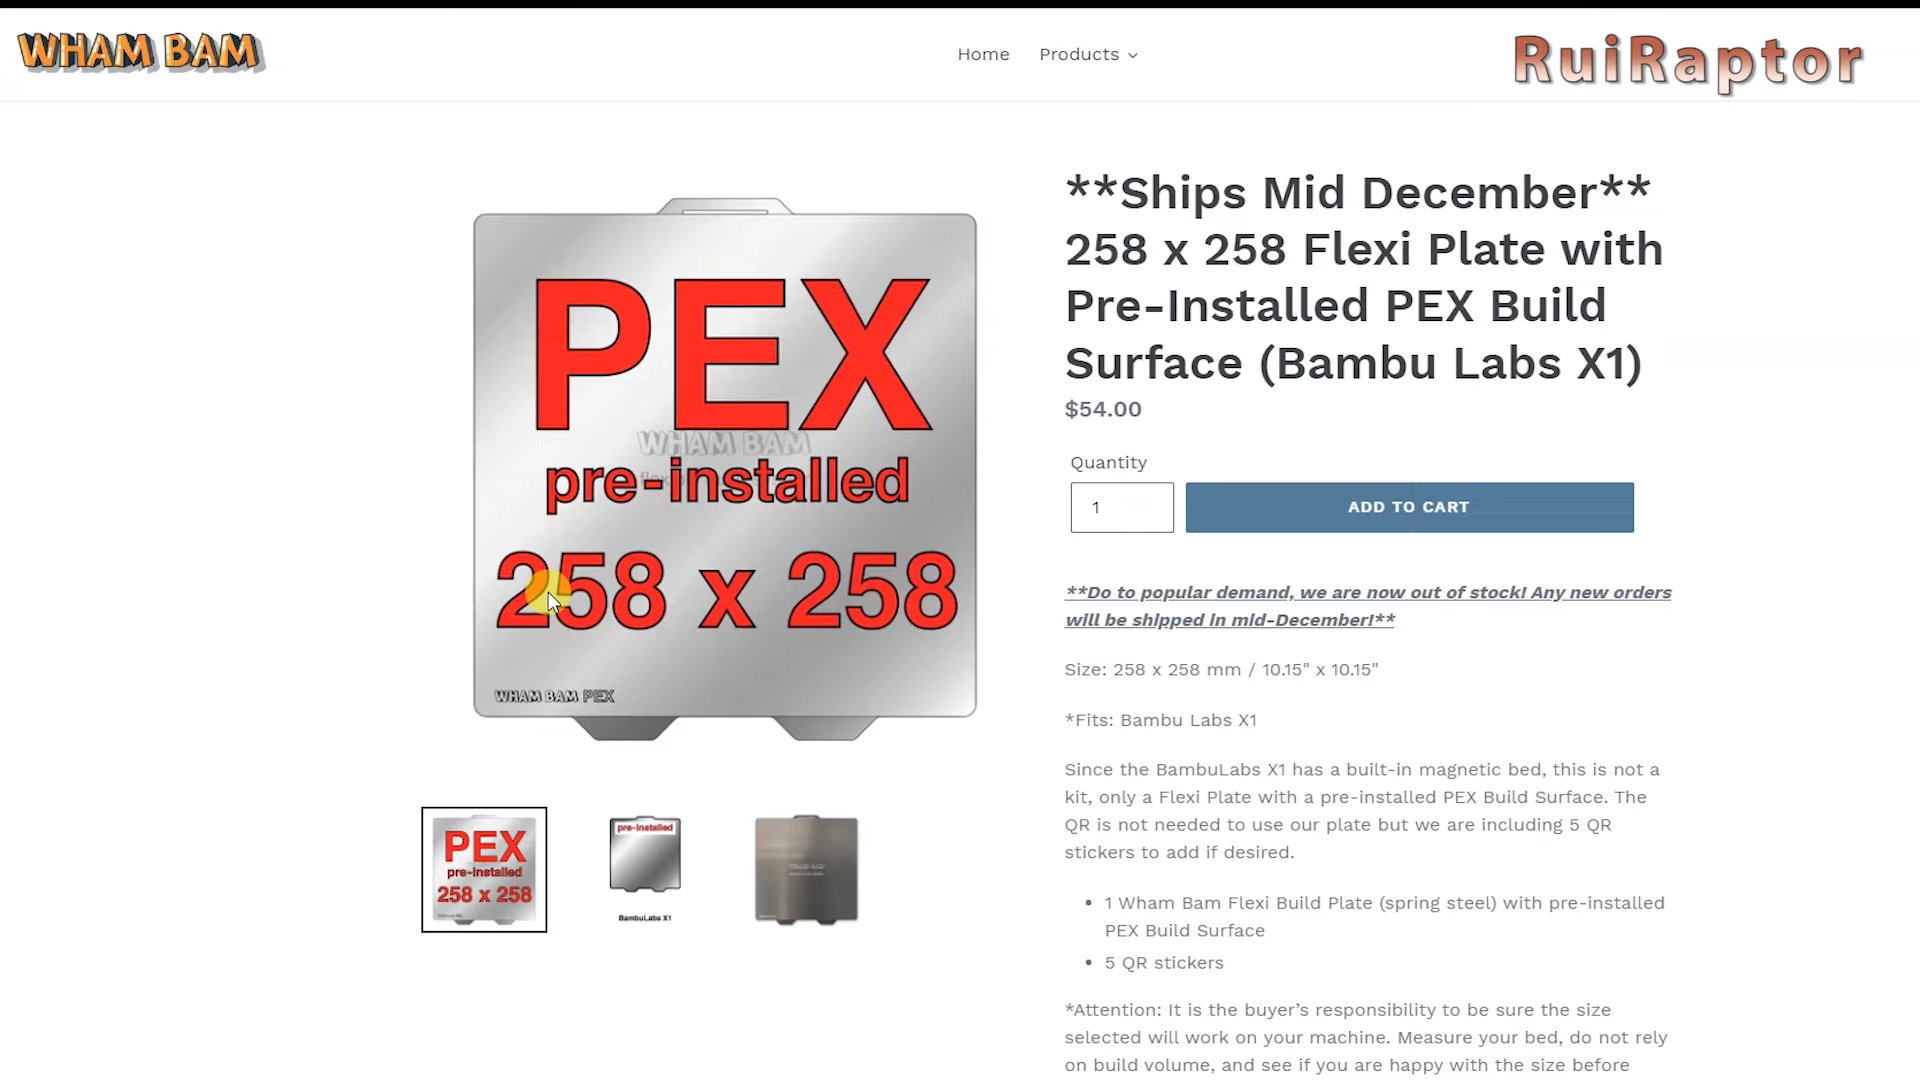 WHAM BAM
Home
Products
RuiRaptor
PEX
WHAM BAM
pre-installed
258 x 258
WHAM BAM PEX
PEX
pre-installed
258 x 258
pre-installed
BambuLabs X1
WHAM BAM
**Ships Mid December**
258 x 258 Flexi Plate with
Pre-Installed PEX Build
Surface (Bambu Labs X1)
$54.00
Quantity
1
ADD TO CART
**Do to popular demand, we are now out of stock! Any new orders
will be shipped in mid-December!**
Size: 258 x 258 mm / 10.15" x 10.15"
*Fits: Bambu Labs X1
Since the BambuLabs X1 has a built-in magnetic bed, this is not a
kit, only a Flexi Plate with a pre-installed PEX Build Surface. The
QR is not needed to use our plate but we are including 5 QR
stickers to add if desired.
• 1 Wham Bam Flexi Build Plate (spring steel) with pre-installed
PEX Build Surface
• 5 QR stickers
*Attention: It is the buyer’s responsibility to be sure the size
selected will work on your machine. Measure your bed, do not rely
on build volume, and see if you are happy with the size before